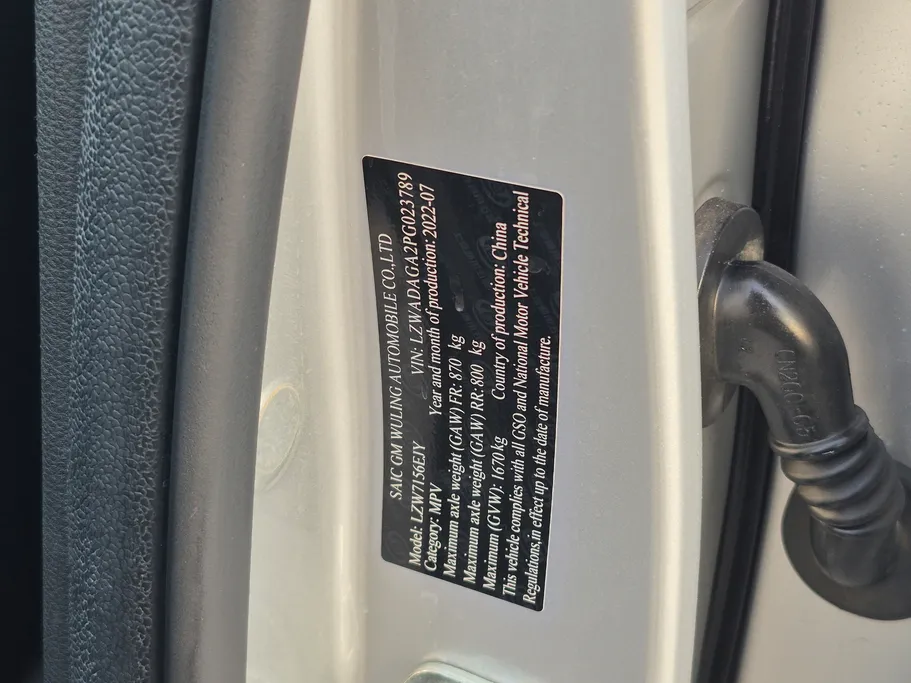 SAIC GM WULING AUTOMOBILE CO.,LTD
Model: LZW7156EJY VIN: LZWADAGA2PG023789
Category: MPV Year and month of production: 2022-07
Maximum axle weight (GAW) FR: 870 kg
Maximum axle weight (GAW) RR: 800 kg
Maximum (GVW): 1670 kg Country of production: China
This vehicle complies with all GSO and National Motor Vehicle Technical
Regulations,in effect up to the date of manufacture.